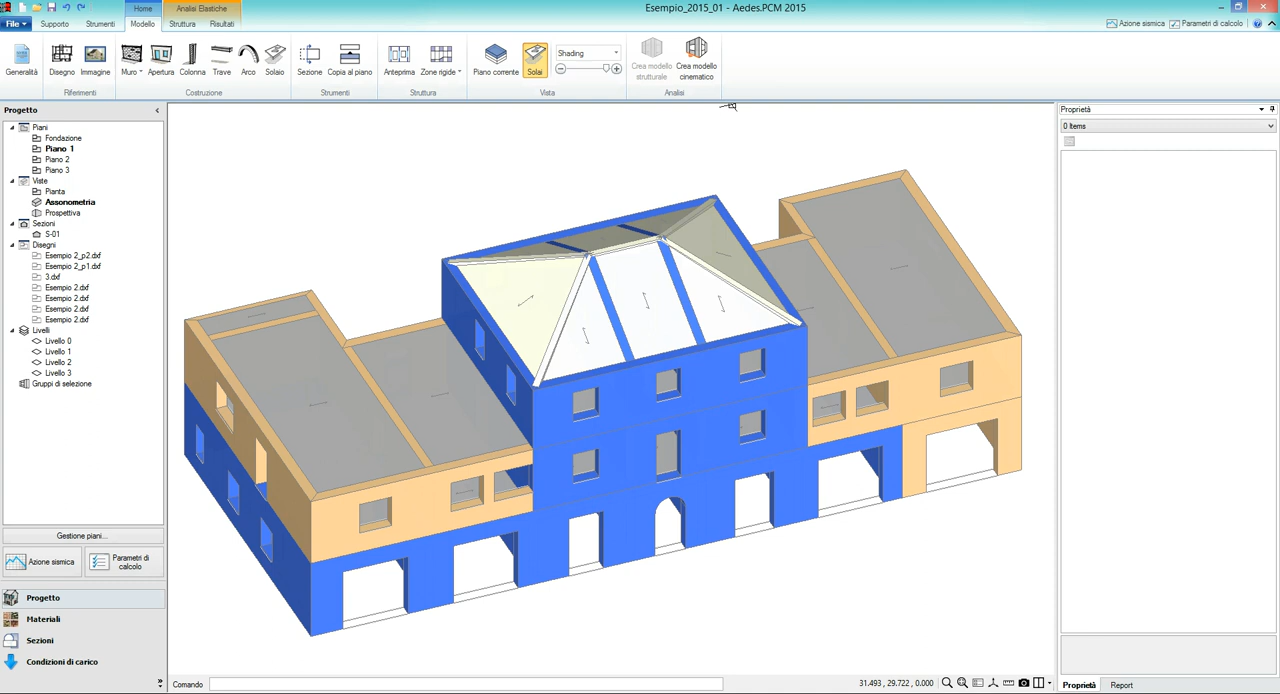 Esempio_2015_01 - Aedes.PCM 2015
Home
Analisi Elastiche
File
Supporto
Strumenti
Modello
Struttura
Risultati
Azione sismica
Parametri di calcolo
Generalità
Disegno
Immagine
Muro
Apertura
Colonna
Trave
Arco
Solaio
Sezione
Copia al piano
Anteprima
Zone rigide
Piano corrente
Solai
Shading
Crea modello strutturale
Crea modello cinematico
Riferimenti
Costruzione
Strumenti
Struttura
Vista
Analisi
Progetto
Piani
Fondazione
Piano 1
Piano 2
Piano 3
Viste
Pianta
Assonometria
Prospettiva
Sezioni
S-01
Disegni
Esempio 2_p2.dxf
Esempio 2_p1.dxf
3.dxf
Esempio 2.dxf
Esempio 2.dxf
Esempio 2.dxf
Esempio 2.dxf
Livelli
Livello 0
Livello 1
Livello 2
Livello 3
Gruppi di selezione
Gestione piani...
Azione sismica
Parametri di calcolo
Progetto
Materiali
Sezioni
Condizioni di carico
Comando
31.493 , 29.722 , 0.000
Proprietà
0 Items
Proprietà
Report